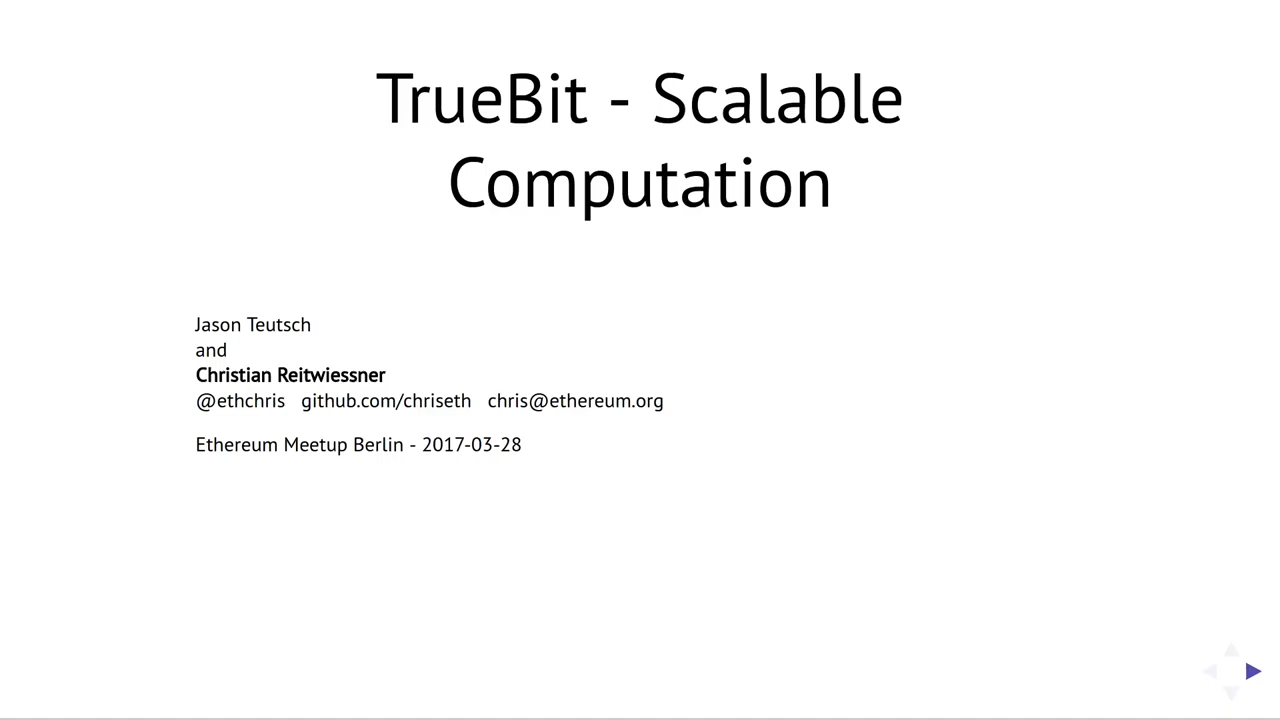 TrueBit - Scalable
Computation
Jason Teutsch
and
Christian Reitwiessner
@ethchris github.com/chriseth chris@ethereum.org
Ethereum Meetup Berlin - 2017-03-28